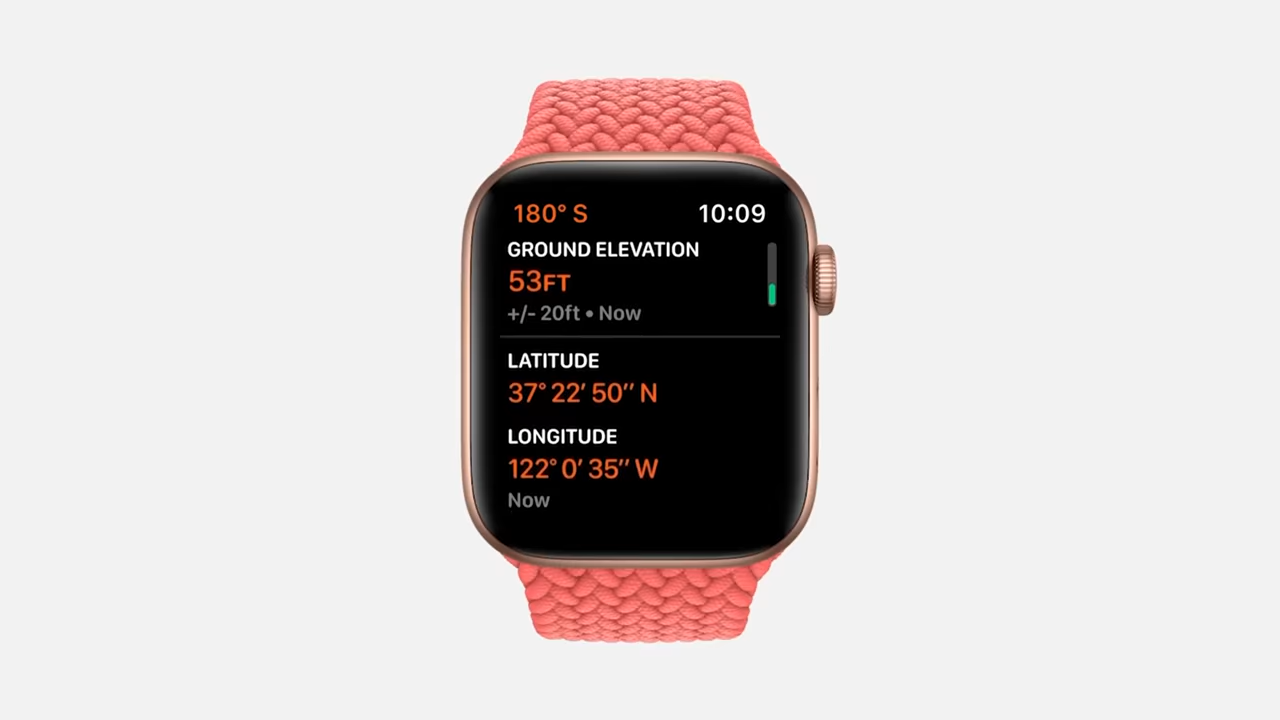 180° S 10:09
GROUND ELEVATION
53FT
+/- 20ft • Now
LATITUDE
37° 22′ 50″ N
LONGITUDE
122° 0′ 35″ W
Now